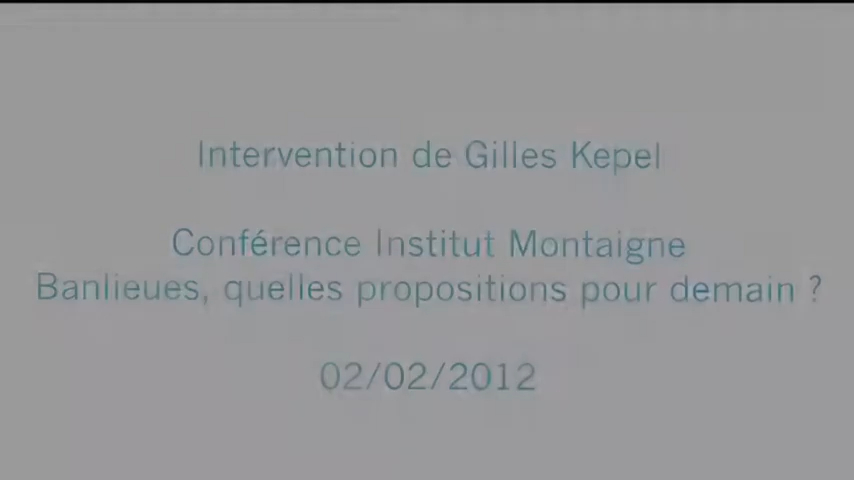 Intervention de Gilles Kepel
Conférence Institut Montaigne
Banlieues, quelles propositions pour demain ?
02/02/2012